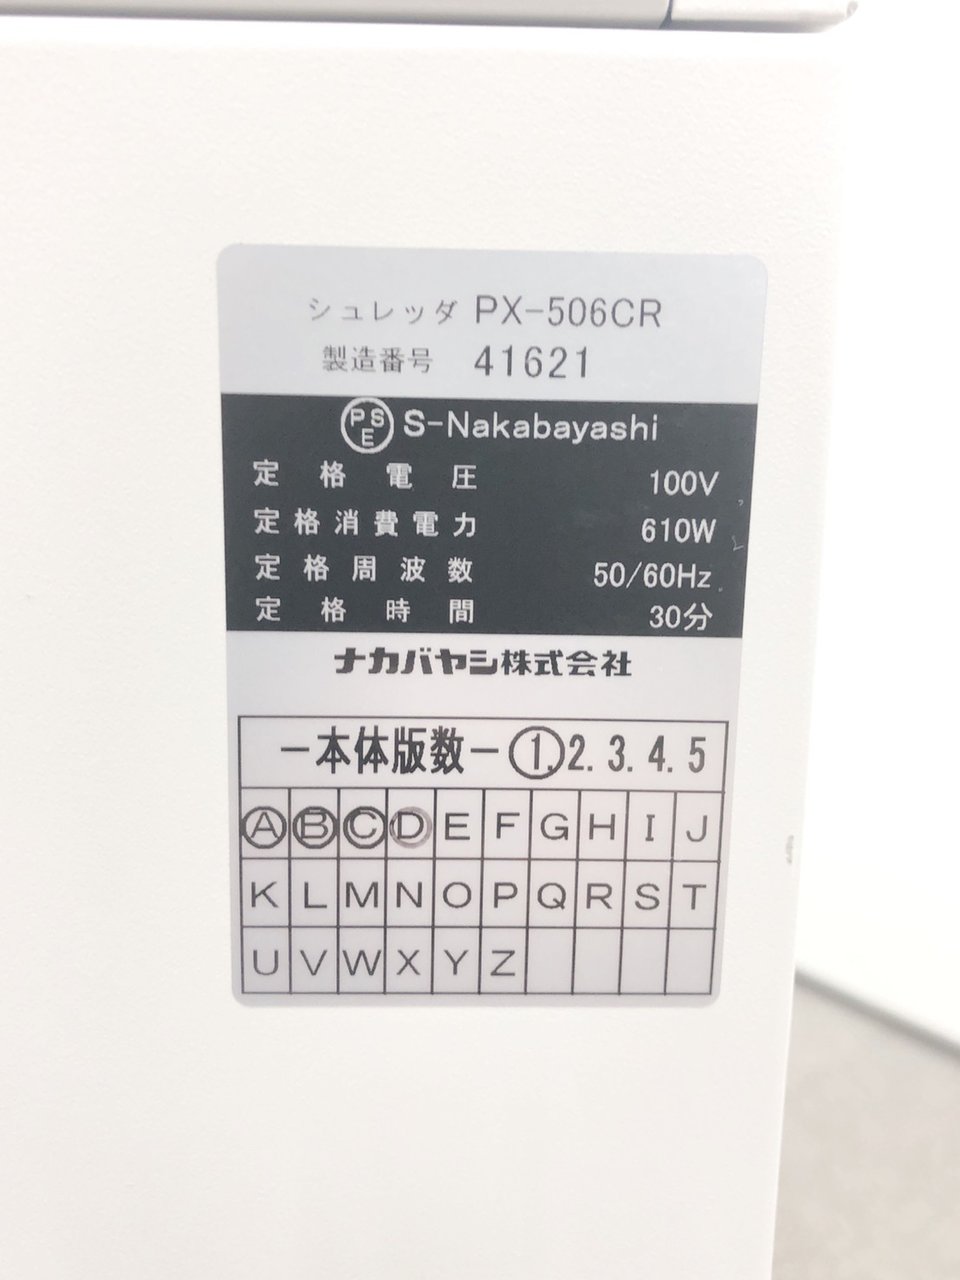 シュレッダ PX-506CR
製造番号 41621
PSE S-Nakabayashi
定格電圧 100V
定格消費電力 610W
定格周波数 50/60Hz
定格時間 30分
ナカバヤシ株式会社
ー本体版数ー 1.2.3.4.5
A B C D E F G H I J
K L M N O P Q R S T
U V W X Y Z